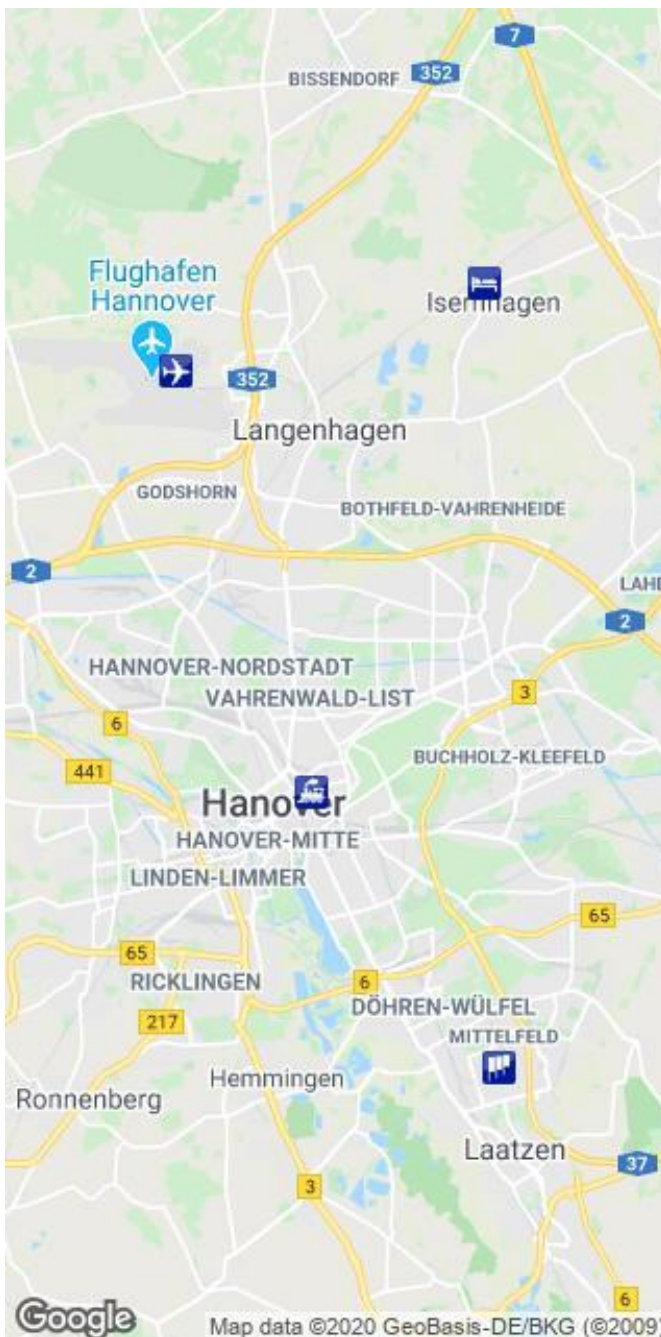 7
BISSENDORF
352
Flughafen
Hannover
Isernhagen
352
Langenhagen
GODSHORN
BOTHFELD-VAHRENHEIDE
2
LAHD
2
HANNOVER-NORDSTADT
VAHRENWALD-LIST
3
6
BUCHHOLZ-KLEEFELD
441
Hanover
HANOVER-MITTE
LINDEN-LIMMER
65
65
RICKLINGEN
6
DÖHREN-WÜLFEL
217
MITTELFELD
Hemmingen
Ronnenberg
Laatzen
37
3
6
Google
Map data ©2020 GeoBasis-DE/BKG (©2009